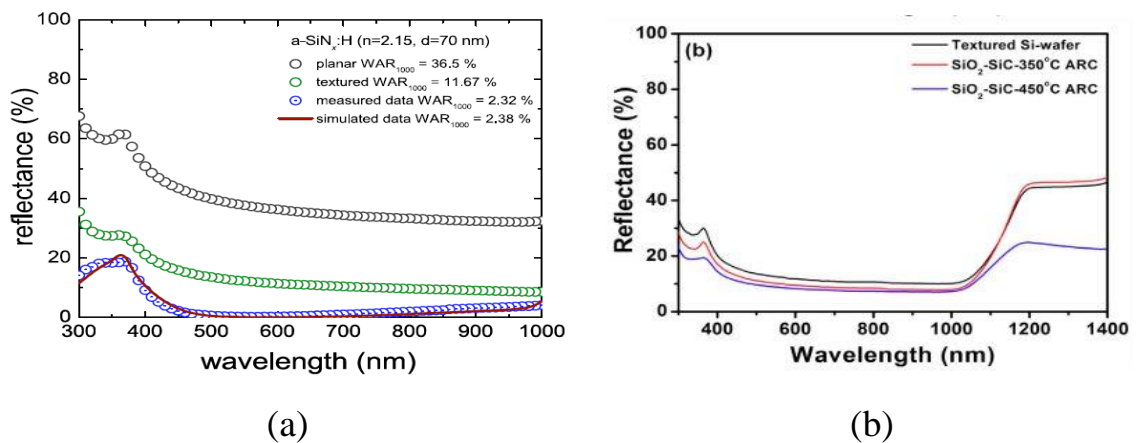 a-SiNₓ:H (n=2.15, d=70 nm)
planar WAR₁₀₀₀ = 36.5 %
textured WAR₁₀₀₀ = 11.67 %
measured data WAR₁₀₀₀ = 2.32 %
simulated data WAR₁₀₀₀ = 2.38 %
reflectance (%)
100
80
60
40
20
0
300 400 500 600 700 800 900 1000
wavelength (nm)
(b)
Textured Si-wafer
SiO₂-SiC-350°C ARC
SiO₂-SiC-450°C ARC
Reflectance (%)
100
80
60
40
20
0
400 600 800 1000 1200 1400
Wavelength (nm)
(a)
(b)